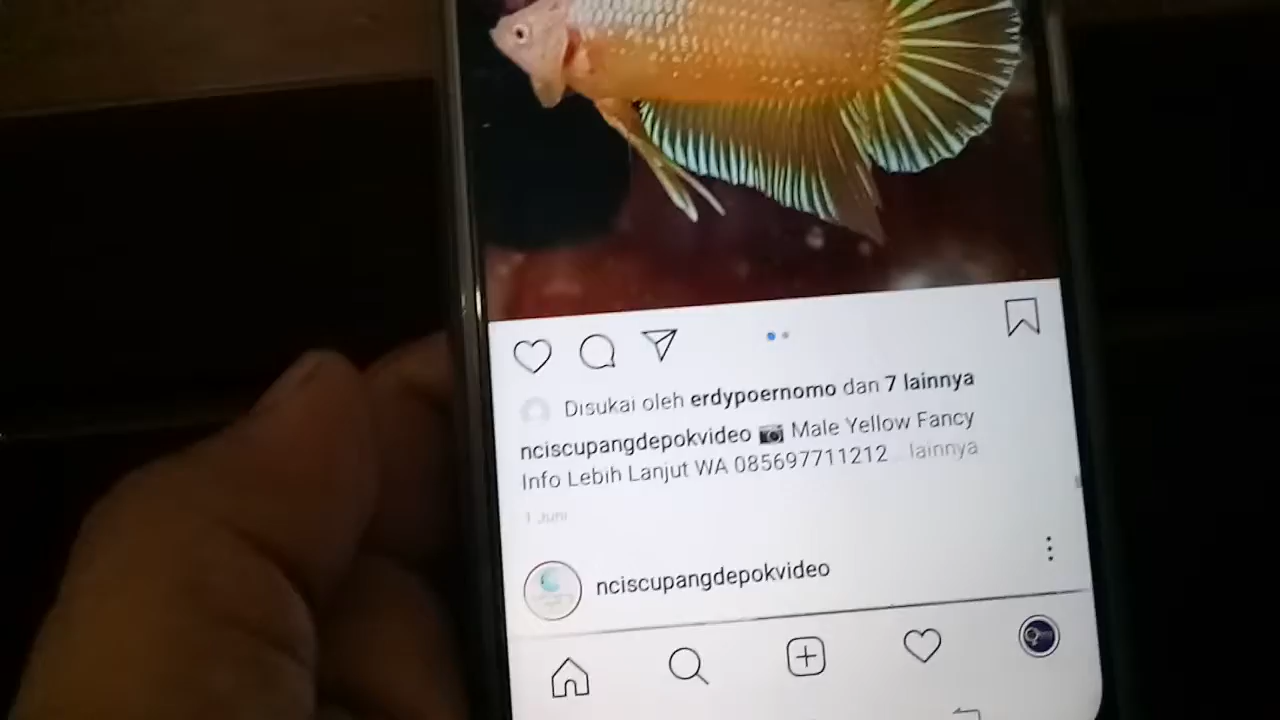 Disukai oleh erdypoernomo dan 7 lainnya
nciscupangdepokvideo 📷 Male Yellow Fancy
Info Lebih Lanjut WA 085697711212 ... lainnya
1 Juni
nciscupangdepokvideo